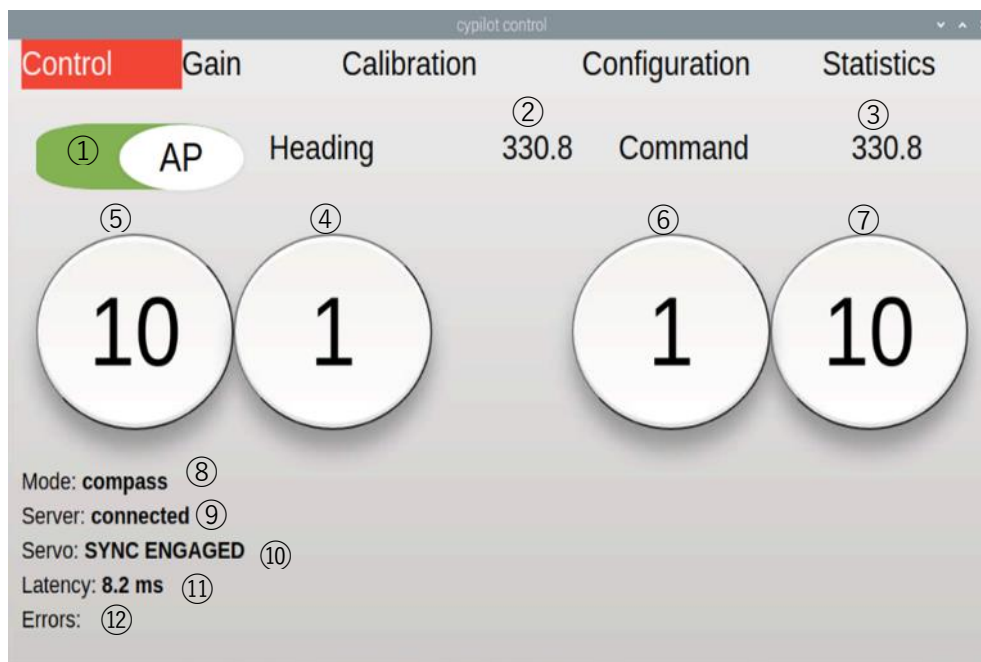 cypilot control
Control Gain Calibration Configuration Statistics
② ③
① AP Heading 330.8 Command 330.8
⑤ ④ ⑥ ⑦
10 1 1 10
Mode: compass ⑧
Server: connected ⑨
Servo: SYNC ENGAGED ⑩
Latency: 8.2 ms ⑪
Errors: ⑫